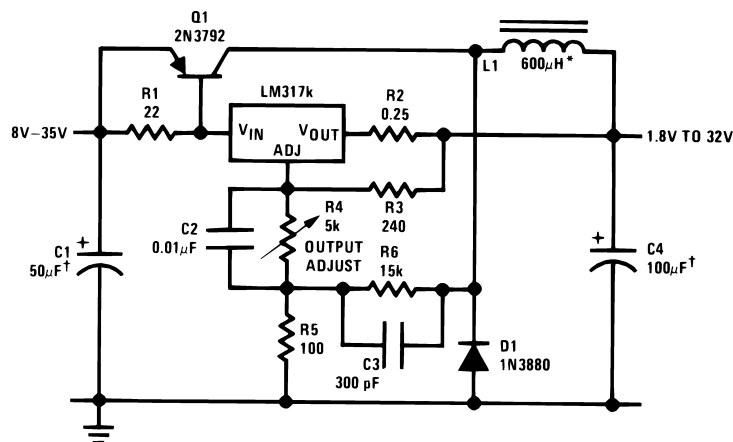 Q1
2N3792
L1
600μH*
LM317k
R1
22
R2
0.25
8V–35V
VIN
VOUT
ADJ
1.8V TO 32V
R3
240
R4
5k
OUTPUT
ADJUST
C2
0.01μF
C1
50μF†
+
R6
15k
C4
100μF†
+
R5
100
C3
300 pF
D1
1N3880